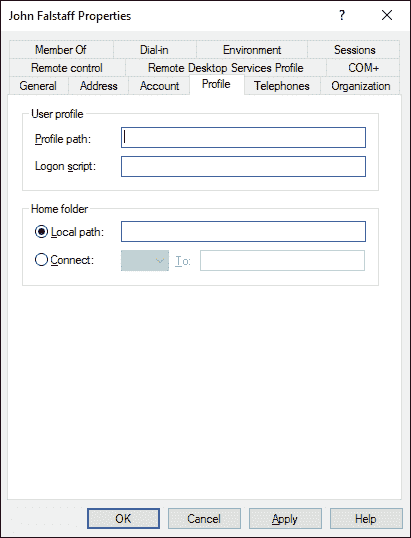 John Falstaff Properties ?
Member Of Dial-in Environment Sessions
Remote control Remote Desktop Services Profile COM+
General Address Account Profile Telephones Organization
User profile
Profile path:
Logon script:
Home folder
Local path:
Connect: To:
OK Cancel Apply Help